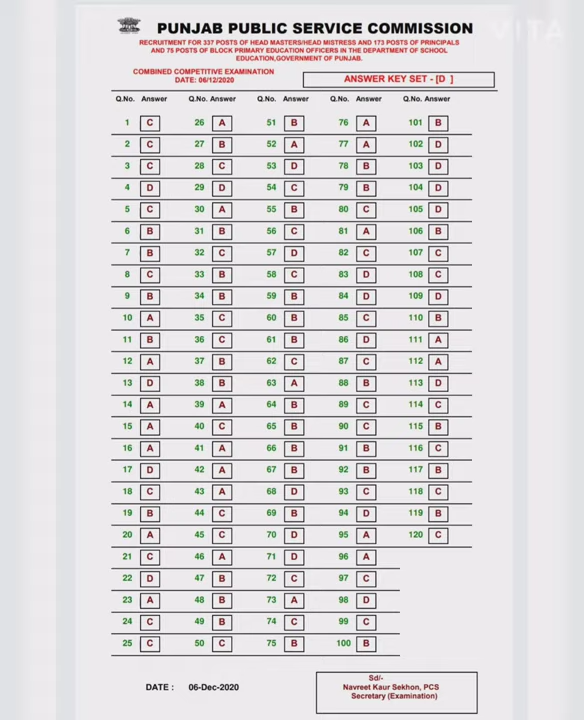 VITA
PUNJAB PUBLIC SERVICE COMMISSION
RECRUITMENT FOR 337 POSTS OF HEAD MASTERS/HEAD MISTRESS AND 173 POSTS OF PRINCIPALS
AND 75 POSTS OF BLOCK PRIMARY EDUCATION OFFICERS IN THE DEPARTMENT OF SCHOOL
EDUCATION,GOVERNMENT OF PUNJAB.
COMBINED COMPETITIVE EXAMINATION
DATE: 06/12/2020
ANSWER KEY SET - [D ]
Q.No. Answer Q.No. Answer Q.No. Answer Q.No. Answer Q.No. Answer
1 C 26 A 51 B 76 A 101 B
2 C 27 B 52 A 77 A 102 D
3 C 28 C 53 D 78 B 103 D
4 D 29 D 54 C 79 B 104 D
5 C 30 A 55 B 80 C 105 D
6 B 31 B 56 C 81 A 106 B
7 B 32 C 57 D 82 C 107 C
8 C 33 B 58 C 83 D 108 C
9 B 34 B 59 B 84 D 109 D
10 A 35 C 60 B 85 C 110 B
11 B 36 C 61 B 86 D 111 A
12 A 37 B 62 C 87 C 112 A
13 D 38 B 63 A 88 B 113 D
14 A 39 A 64 B 89 C 114 C
15 A 40 C 65 B 90 C 115 B
16 A 41 A 66 B 91 B 116 C
17 D 42 A 67 B 92 B 117 B
18 C 43 A 68 D 93 C 118 C
19 B 44 C 69 B 94 D 119 B
20 A 45 C 70 D 95 A 120 C
21 C 46 A 71 D 96 A
22 D 47 B 72 C 97 C
23 A 48 B 73 A 98 D
24 C 49 B 74 C 99 C
25 C 50 C 75 B 100 B
DATE : 06-Dec-2020
Sd/-
Navreet Kaur Sekhon, PCS
Secretary (Examination)